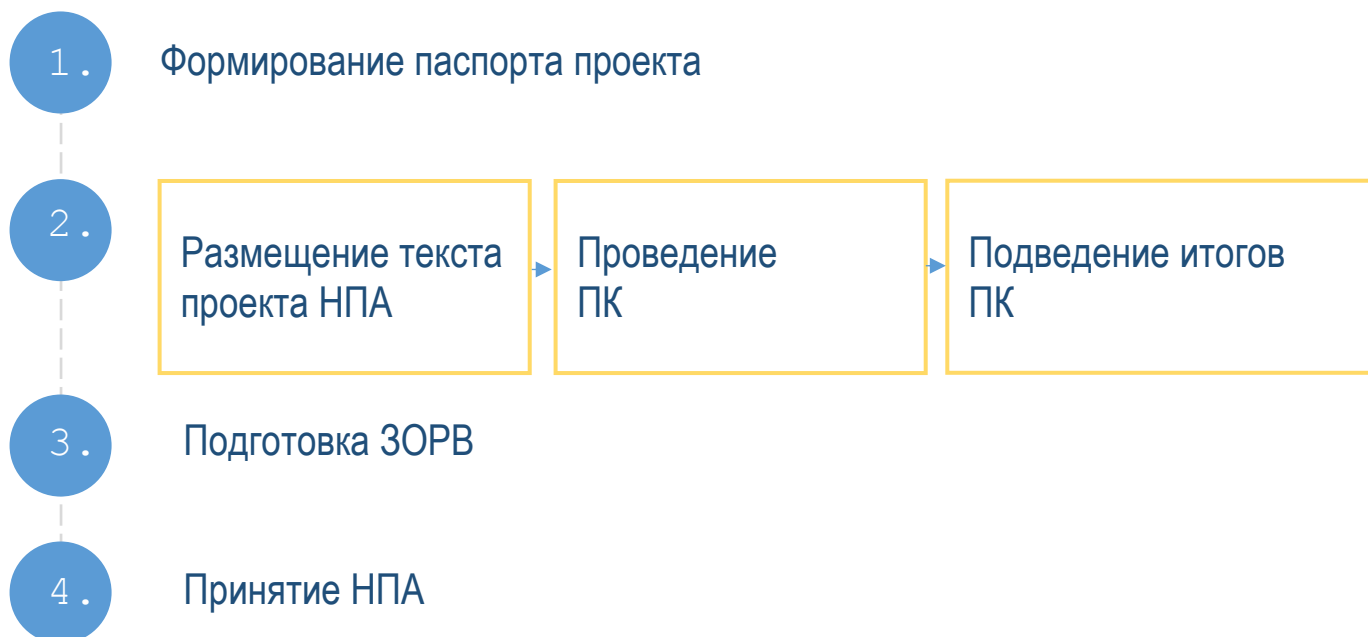 1.
Формирование паспорта проекта
2.
Размещение текста
проекта НПА
Проведение
ПК
Подведение итогов
ПК
3.
Подготовка ЗОРВ
4.
Принятие НПА